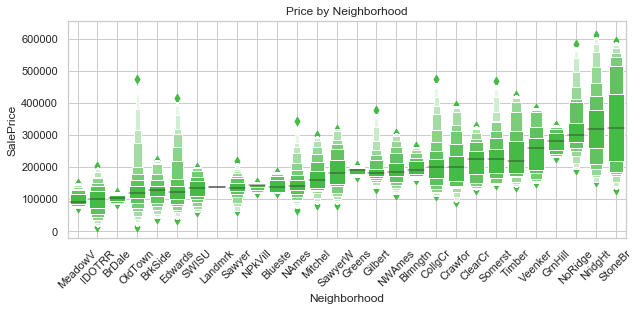 Price by Neighborhood
SalePrice
600000
500000
400000
300000
200000
100000
0
MeadowV
IDOTRR
BrDale
OldTown
BrkSide
Edwards
SWISU
Landmrk
Sawyer
NPkVill
Blueste
NAmes
Mitchel
SawyerW
Greens
Gilbert
NWAmes
Blmngtn
CollgCr
Crawfor
ClearCr
Somerst
Timber
Veenker
GrnHill
NoRidge
NridgHt
StoneBr
Neighborhood